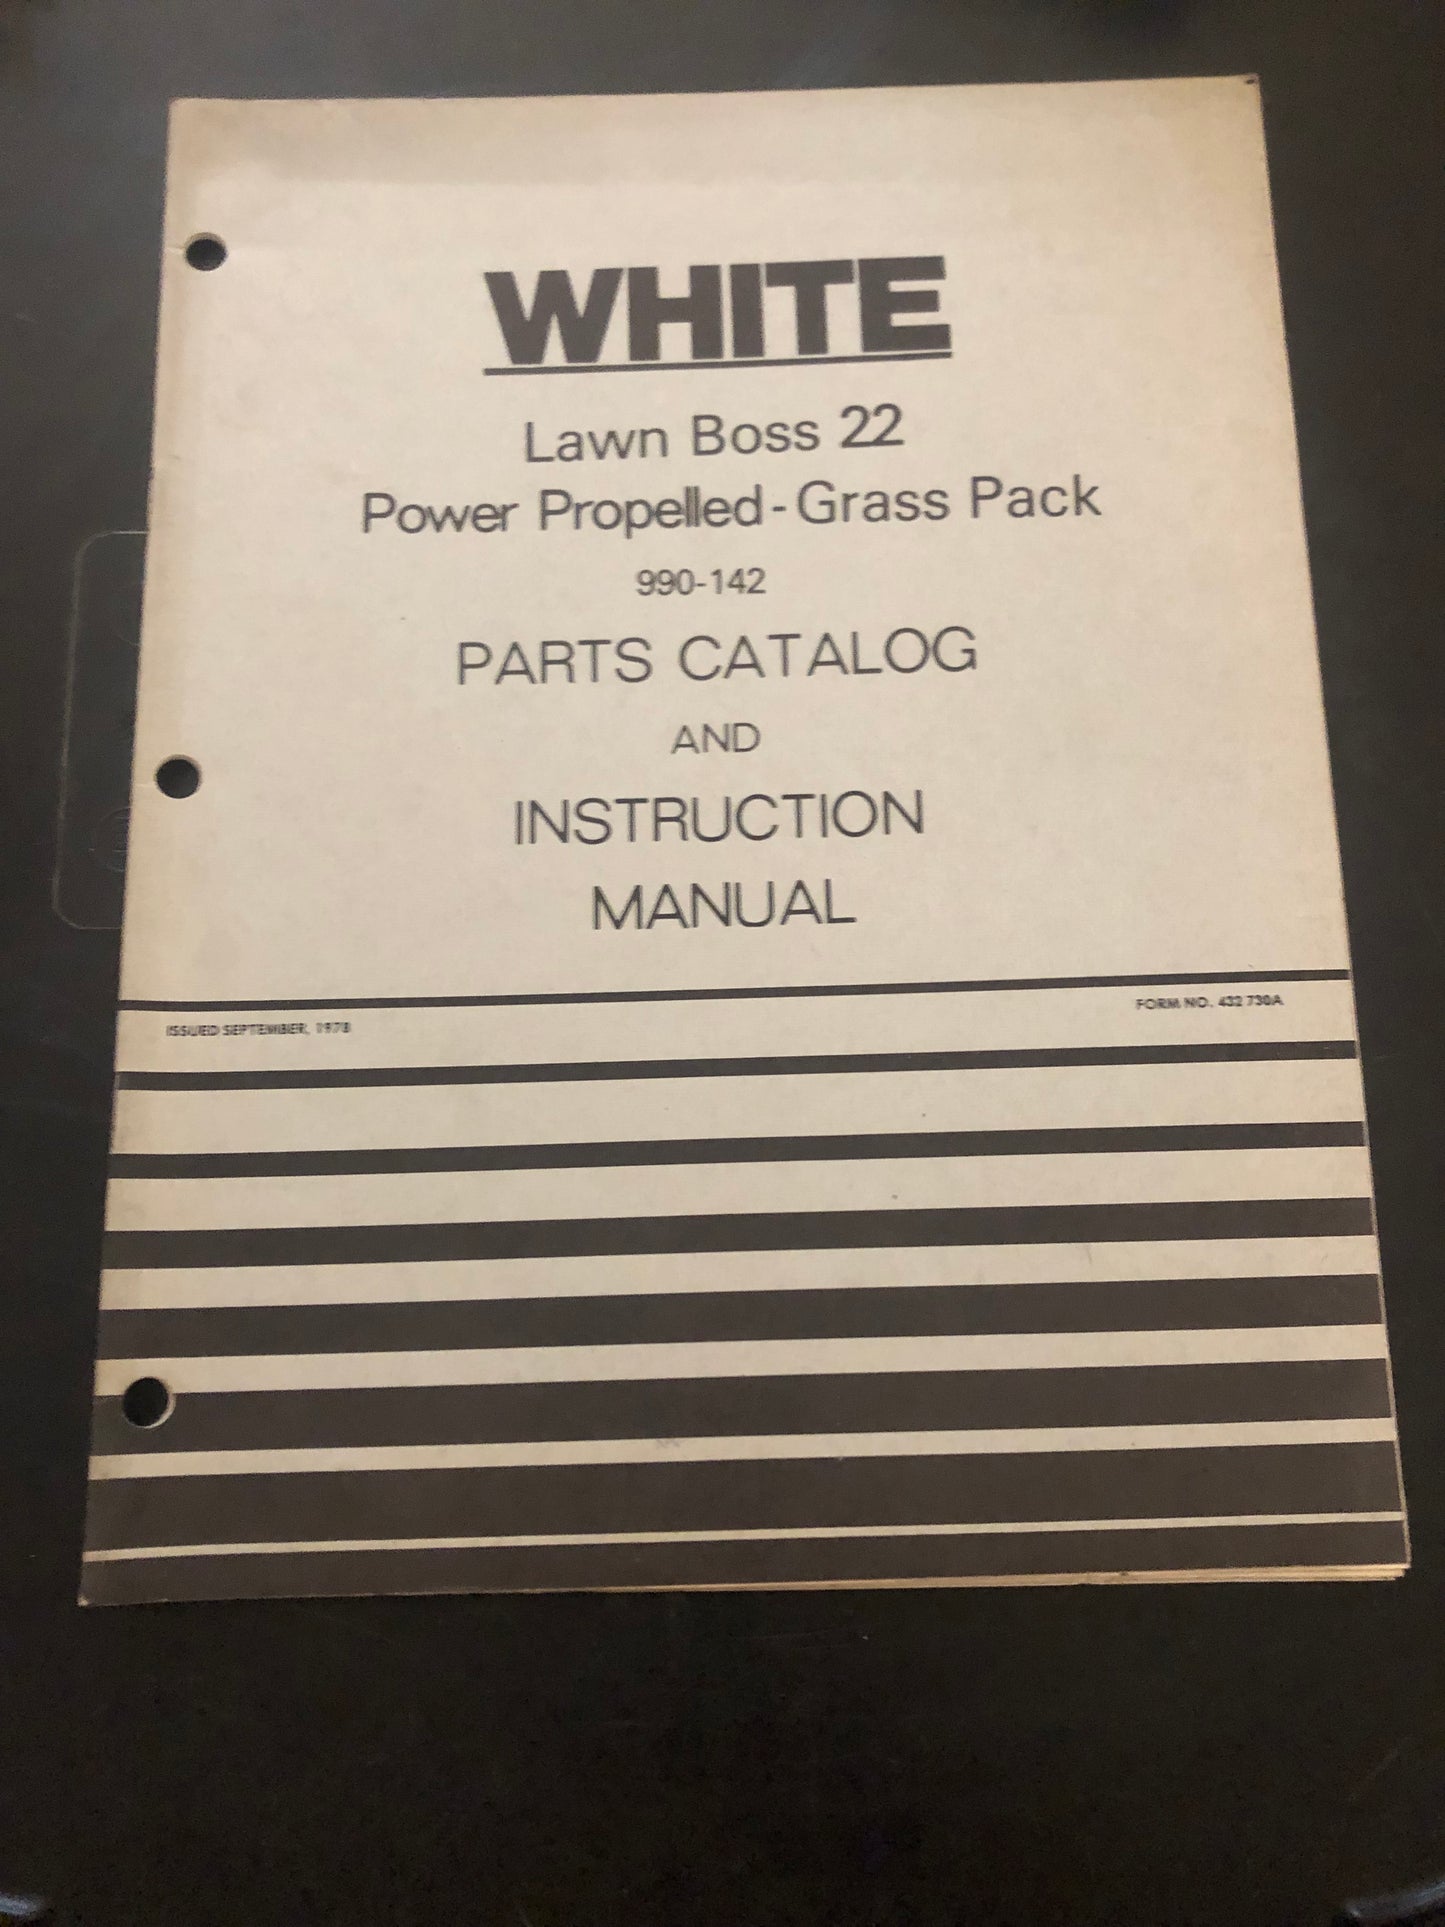 WHITE
Lawn Boss 22
Power Propelled-Grass Pack
990-142
PARTS CATALOG
AND
INSTRUCTION
MANUAL
FORM NO. 432 730A
ISSUED SEPTEMBER, 1978